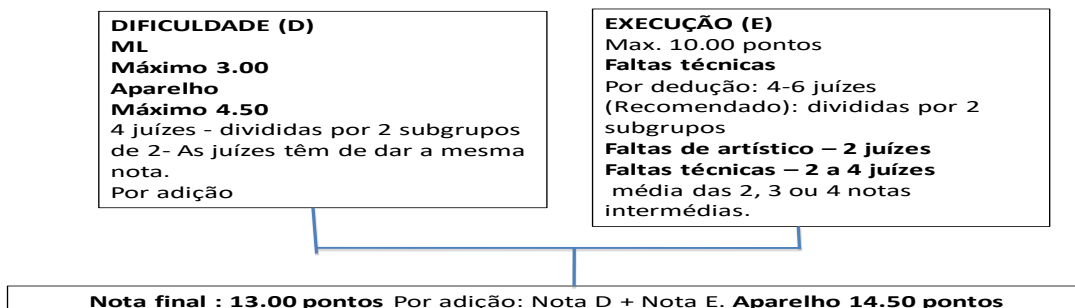 DIFICULDADE (D)
ML
Máximo 3.00
Aparelho
Máximo 4.50
4 juízes - divididas por 2 subgrupos
de 2- As juízes têm de dar a mesma
nota.
Por adição
EXECUÇÃO (E)
Max. 10.00 pontos
Faltas técnicas
Por dedução: 4-6 juízes
(Recomendado): divididas por 2
subgrupos
Faltas de artístico – 2 juízes
Faltas técnicas – 2 a 4 juízes
média das 2, 3 ou 4 notas
intermédias.
Nota final : 13.00 pontos Por adição: Nota D + Nota E. Aparelho 14.50 pontos